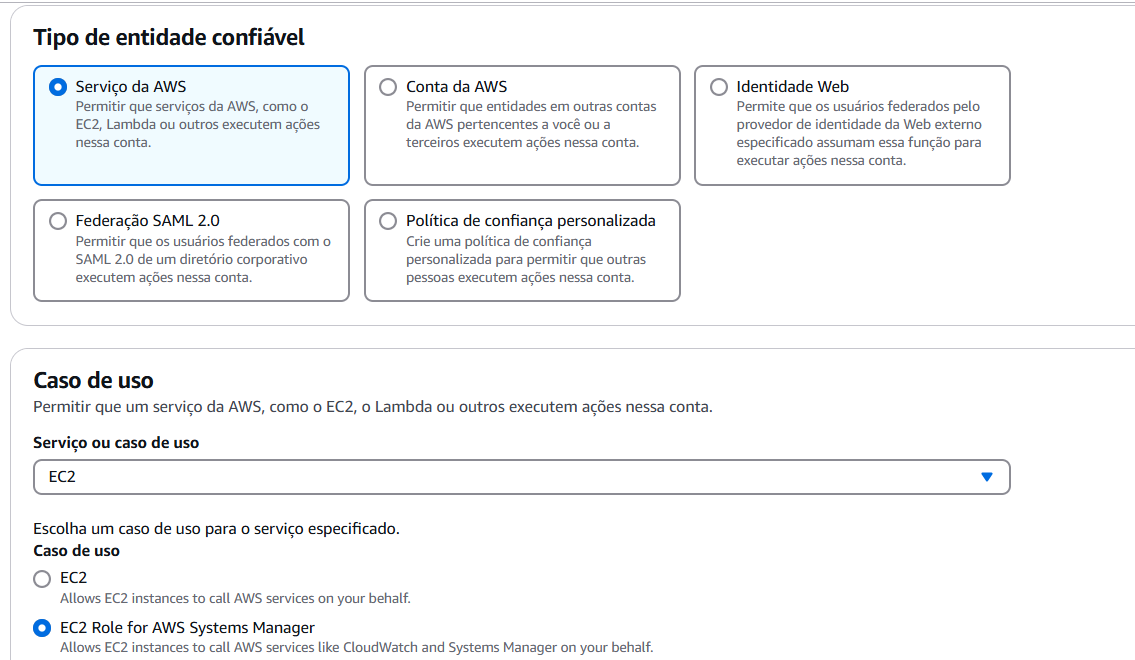 Tipo de entidade confiável
Serviço da AWS
Permitir que serviços da AWS, como o
EC2, Lambda ou outros executem ações
nessa conta.
Conta da AWS
Permitir que entidades em outras contas
da AWS pertencentes a você ou a
terceiros executem ações nessa conta.
Identidade Web
Permite que os usuários federados pelo
provedor de identidade da Web externo
especificado assumam essa função para
executar ações nessa conta.
Federação SAML 2.0
Permitir que os usuários federados com o
SAML 2.0 de um diretório corporativo
executem ações nessa conta.
Política de confiança personalizada
Crie uma política de confiança
personalizada para permitir que outras
pessoas executem ações nessa conta.
Caso de uso
Permitir que um serviço da AWS, como o EC2, o Lambda ou outros executem ações nessa conta.
Serviço ou caso de uso
EC2
Escolha um caso de uso para o serviço especificado.
Caso de uso
EC2
Allows EC2 instances to call AWS services on your behalf.
EC2 Role for AWS Systems Manager
Allows EC2 instances to call AWS services like CloudWatch and Systems Manager on your behalf.